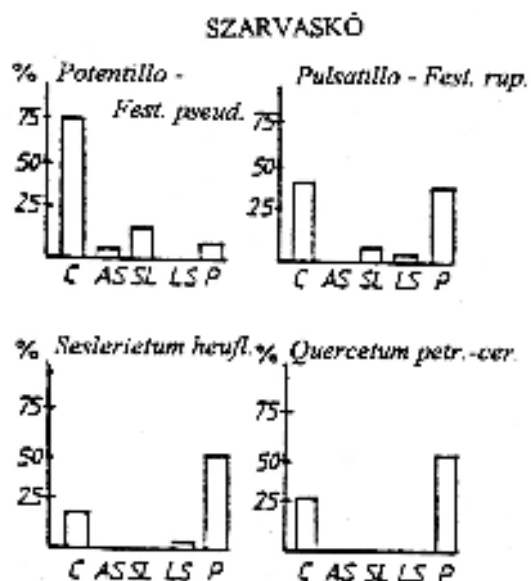 SZARVASKŐ
% Potentillo -
Fest. pseud.
75
50
25
C AS SL LS P
Pulsatillo - Fest. rup.
75
50
25
C AS SL LS P
% Seslerietum heufl.
75
50
25
C AS SL LS P
% Quercetum petr.-cer.
75
50
25
C AS SL LS P